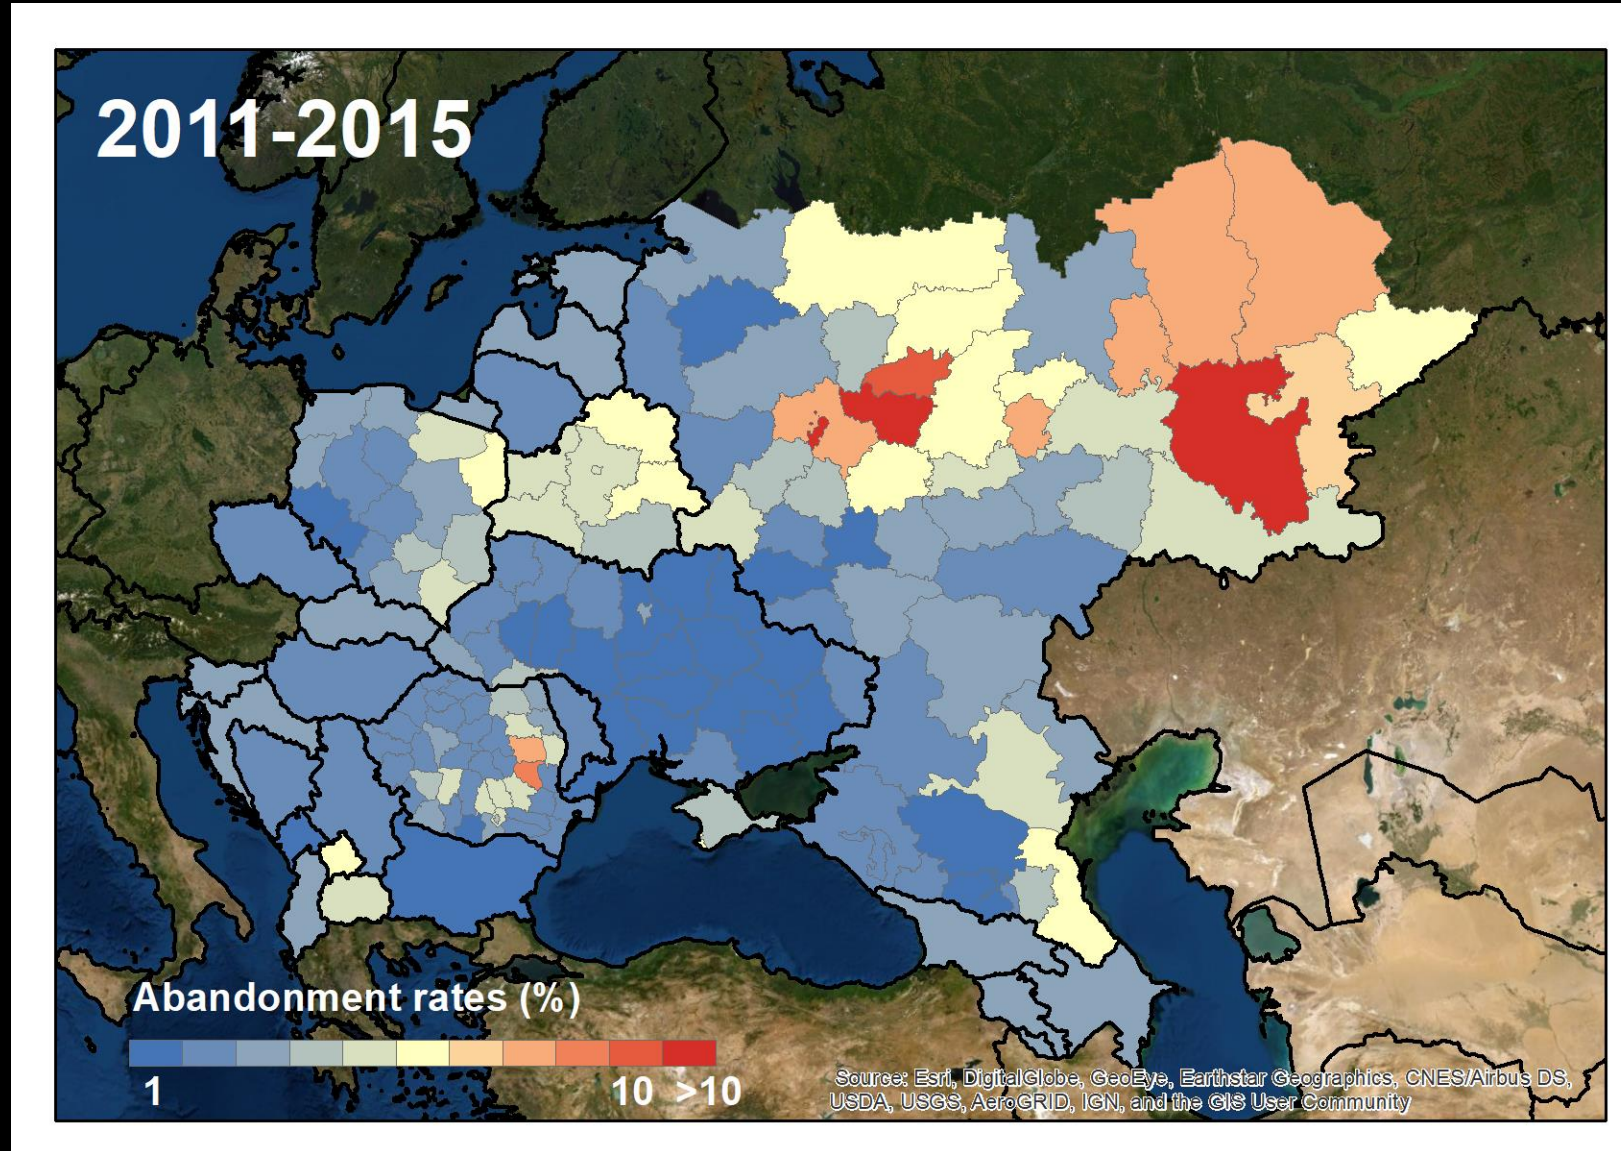 2011-2015
Abandonment rates (%)
1 10 >10
Source: Esri, DigitalGlobe, GeoEye, Earthstar Geographics, CNES/Airbus DS,
USDA, USGS, AeroGRID, IGN, and the GIS User Community